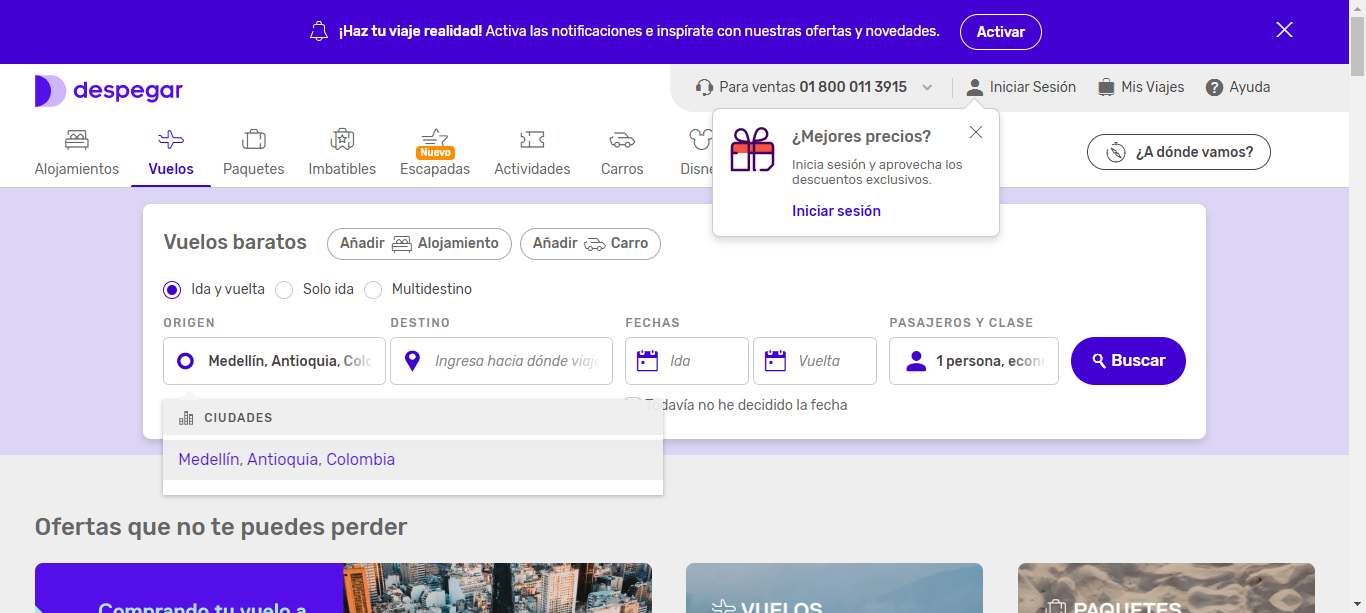 ¡Haz tu viaje realidad! Activa las notificaciones e inspírate con nuestras ofertas y novedades. Activar
despegar
Para ventas 01 800 011 3915 Iniciar Sesión Mis Viajes Ayuda
Alojamientos Vuelos Paquetes Imbatibles Nuevo Escapadas Actividades Carros
¿A dónde vamos?
¿Mejores precios?
Inicia sesión y aprovecha los
descuentos exclusivos.
Iniciar sesión
Vuelos baratos Añadir Alojamiento Añadir Carro
Ida y vuelta Solo ida Multidestino
ORIGEN DESTINO FECHAS PASAJEROS Y CLASE
Medellín, Antioquia, Col Ingresa hacia dónde viaj Ida Vuelta 1 persona, econ Buscar
Todavía no he decidido la fecha
CIUDADES
Medellín, Antioquia, Colombia
Ofertas que no te puedes perder
Comprando tu vuelo a
VUELOS
PAQUETES